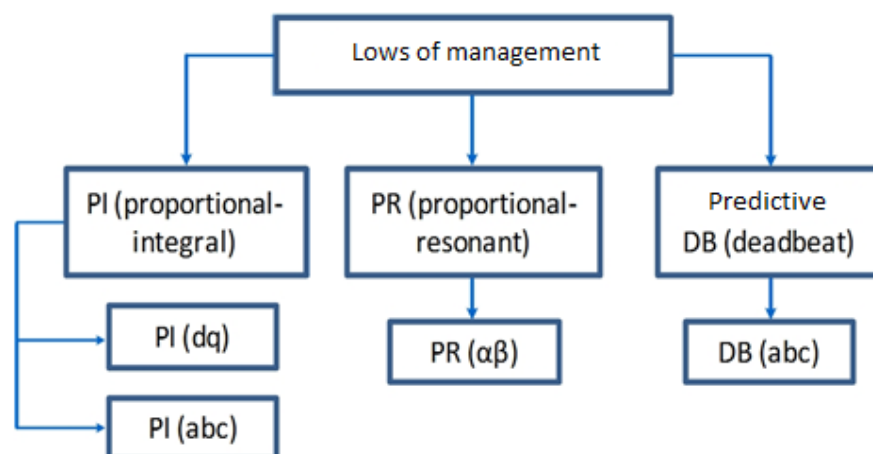 Lows of management
PI (proportional-
integral)
PR (proportional-
resonant)
Predictive
DB (deadbeat)
PI (dq)
PR (αβ)
DB (abc)
PI (abc)